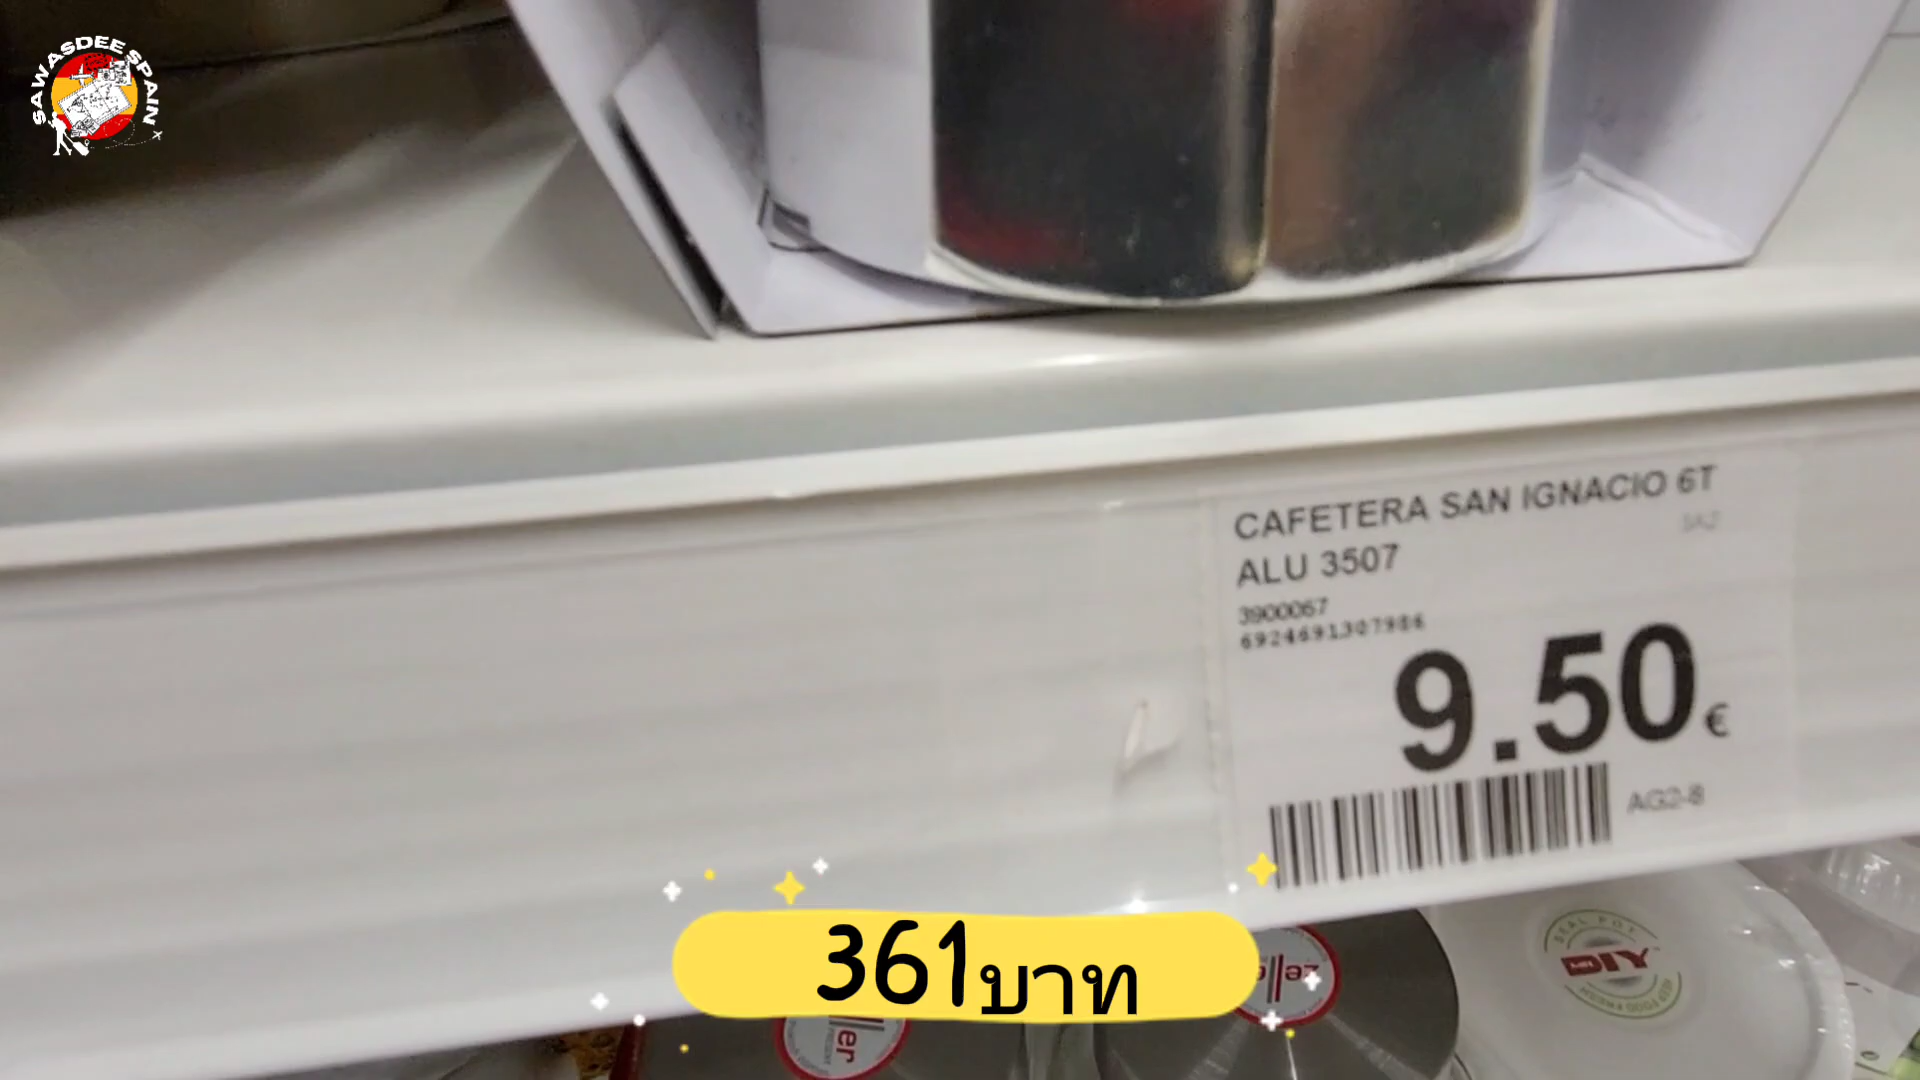 SAWASDEE SPAIN
CAFETERA SAN IGNACIO 6T
ALU 3507
3900067
6924691307986
9.50€
AG2-8
361บาท
DIY